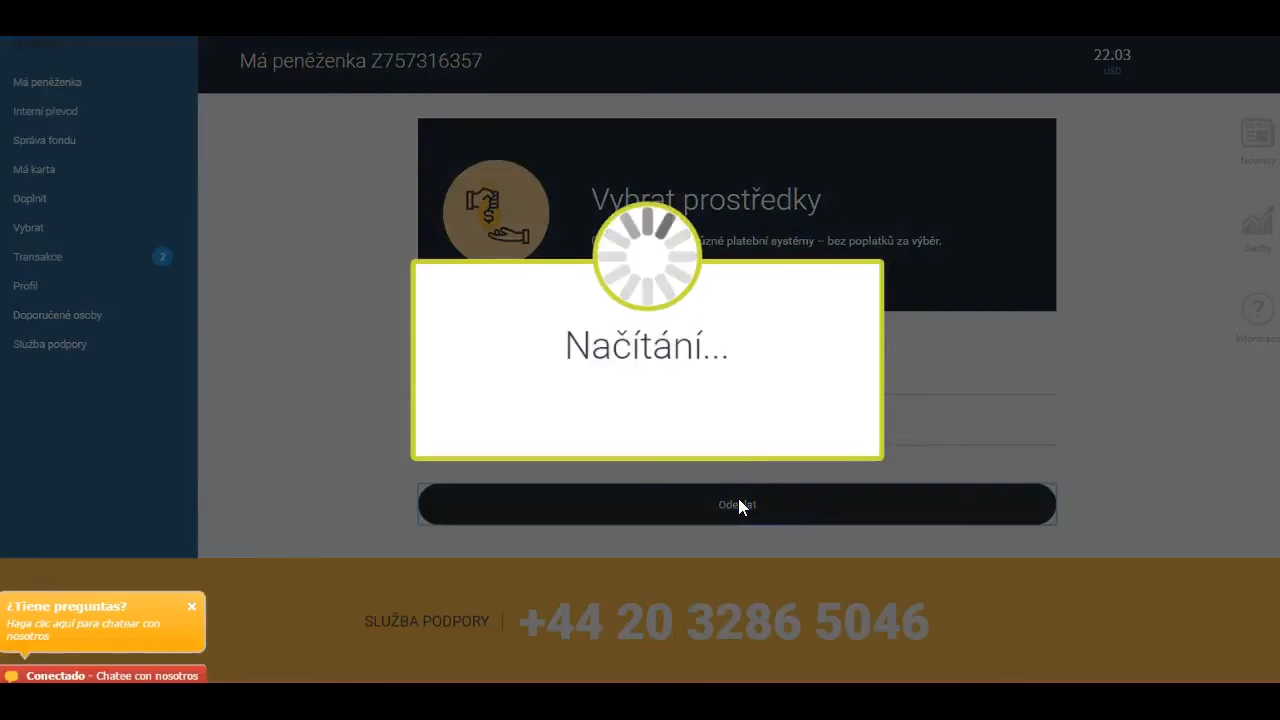 Má peněženka Z757316357
22.03
USD
Má peněženka
Interní převod
Správa fondu
Má karta
Doplnit
Vybrat
Transakce 2
Profil
Doporučené osoby
Služba podpory
Vybrat prostředky
platební systémy – bez poplatků za výběr.
Novinky
Informace
Načítání...
SLUŽBA PODPORY
+44 20 3286 5046
¿Tiene preguntas?
Haga clic aquí para chatear con
nosotros
Conectado - Chatee con nosotros